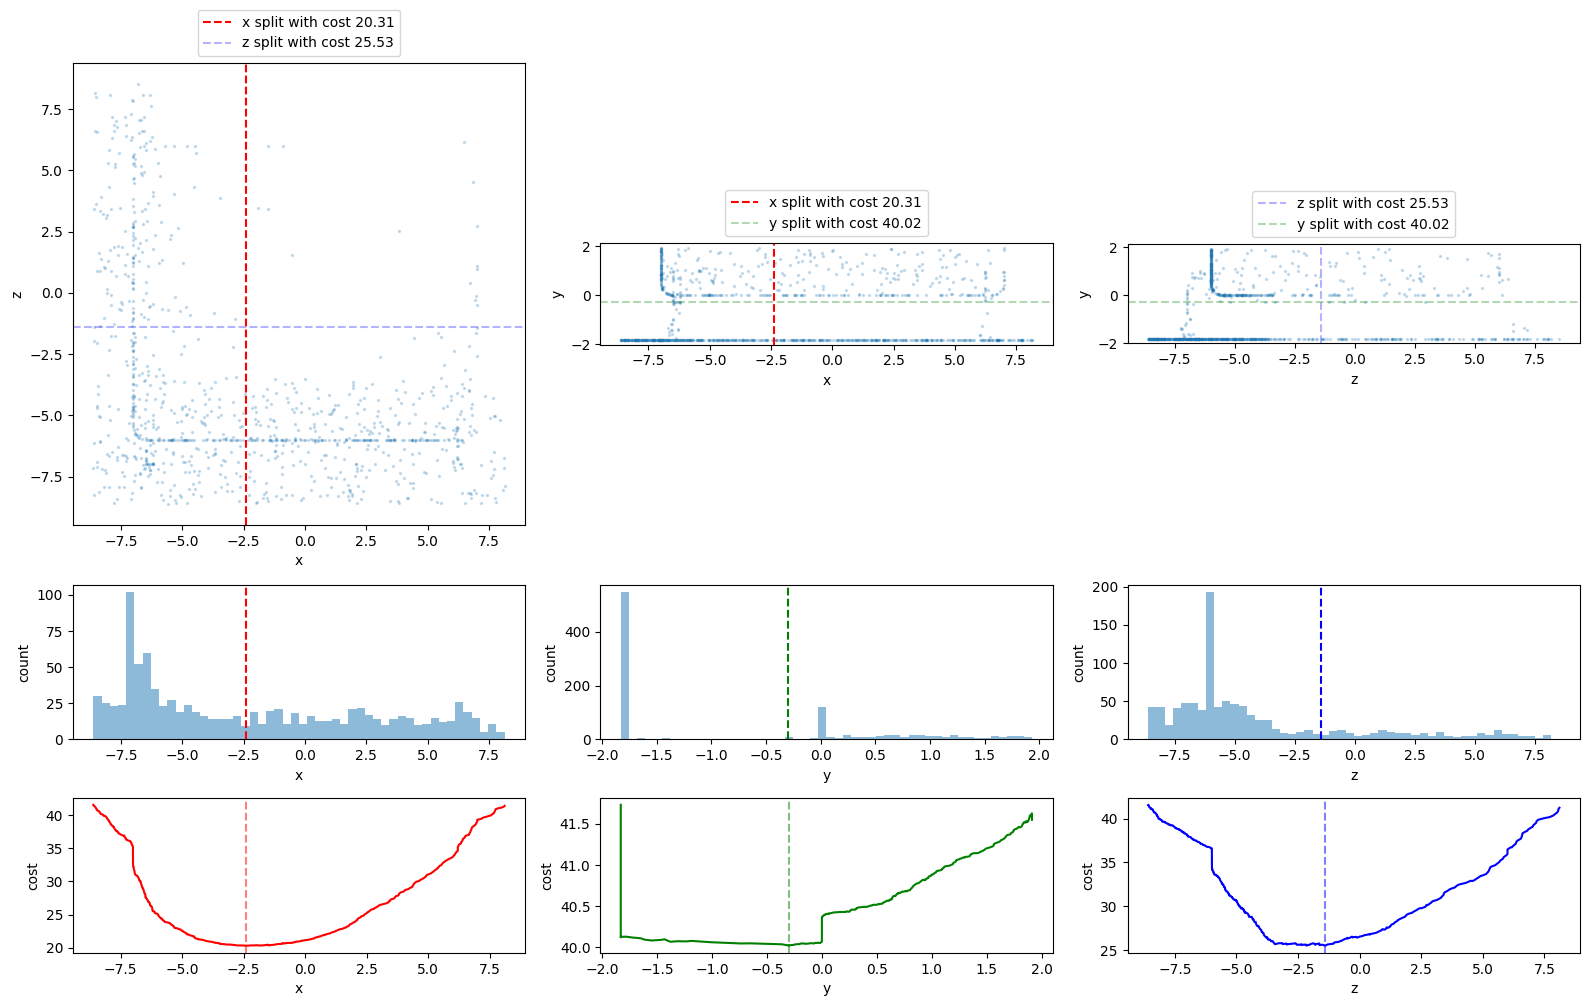 x split with cost 20.31
z split with cost 25.53
7.5
5.0
2.5
0.0
−2.5
−5.0
−7.5
z
−7.5 −5.0 −2.5 0.0 2.5 5.0 7.5
x
x split with cost 20.31
y split with cost 40.02
2
0
−2
y
−7.5 −5.0 −2.5 0.0 2.5 5.0 7.5
x
z split with cost 25.53
y split with cost 40.02
2
0
−2
y
−7.5 −5.0 −2.5 0.0 2.5 5.0 7.5
z
100
75
50
25
0
count
−7.5 −5.0 −2.5 0.0 2.5 5.0 7.5
x
400
200
0
count
−2.0 −1.5 −1.0 −0.5 0.0 0.5 1.0 1.5 2.0
y
200
150
100
50
0
count
−7.5 −5.0 −2.5 0.0 2.5 5.0 7.5
z
40
35
30
25
20
cost
−7.5 −5.0 −2.5 0.0 2.5 5.0 7.5
x
41.5
41.0
40.5
40.0
cost
−2.0 −1.5 −1.0 −0.5 0.0 0.5 1.0 1.5 2.0
y
40
35
30
25
cost
−7.5 −5.0 −2.5 0.0 2.5 5.0 7.5
z